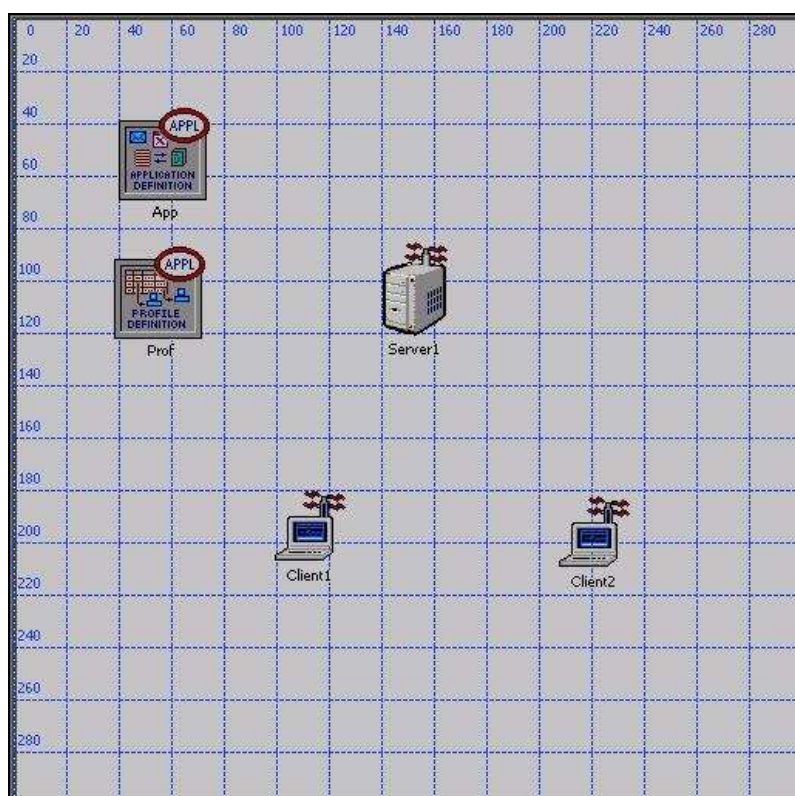 0 20 40 60 80 100 120 140 160 180 200 220 240 260 280
20
40
APPL
60
APPLICATION
DEFINITION
App
80
APPL
100
PROFILE
DEFINITION
120
Prof
Server1
140
160
180
200
Client1
Client2
220
240
260
280